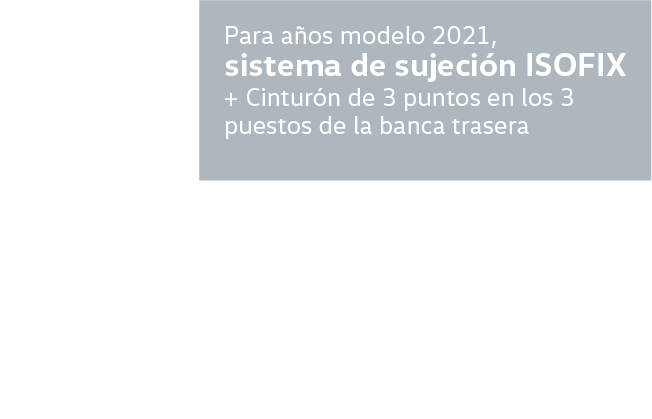 Para años modelo 2021,
sistema de sujeción ISOFIX
+ Cinturón de 3 puntos en los 3
puestos de la banca trasera